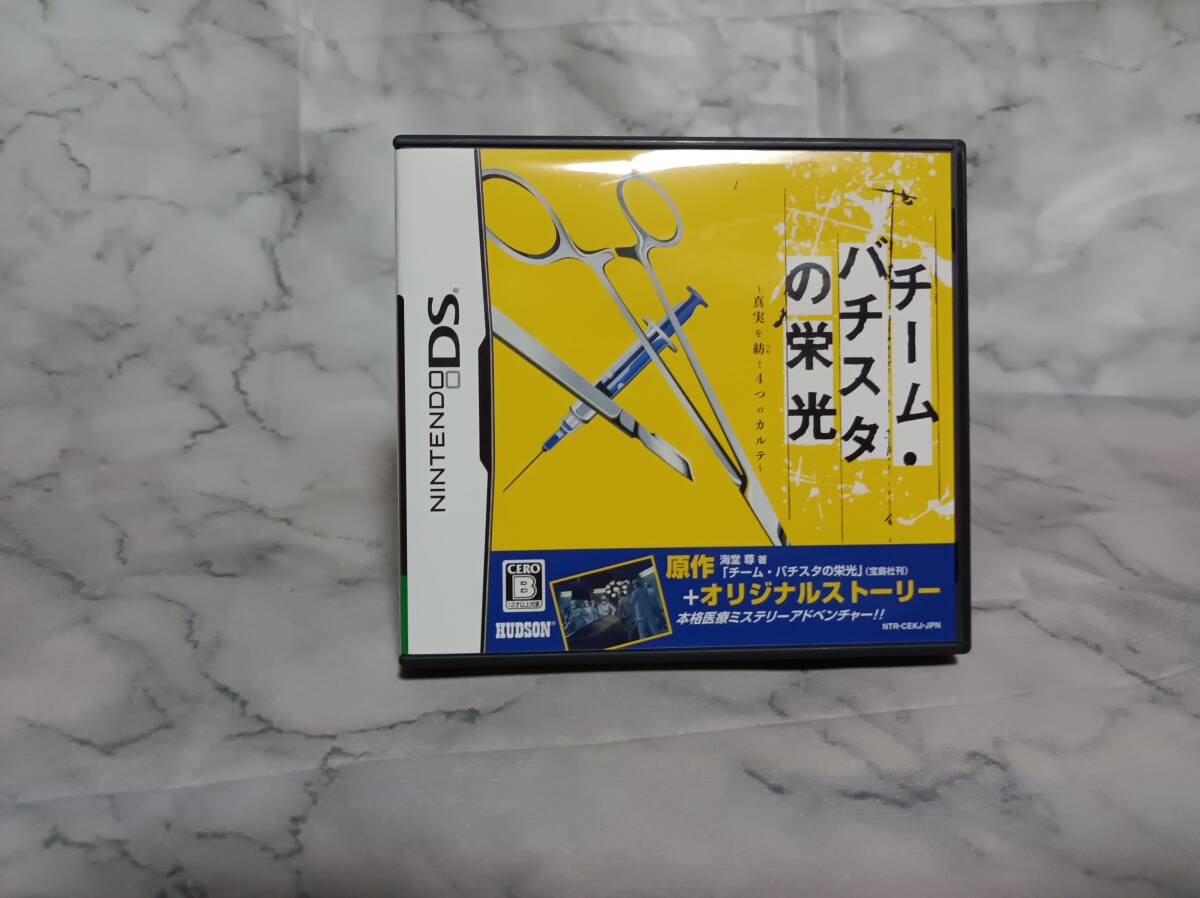 NINTENDO DS®
チーム・
バチスタ
の栄光
~真実を紡ぐ4つのカルテ~
つむ
CERO
B
12才以上対象
HUDSON®
原作 海堂 尊 著
「チーム・バチスタの栄光」(宝島社刊)
+オリジナルストーリー
本格医療ミステリーアドベンチャー!!
NTR-CEKJ-JPN